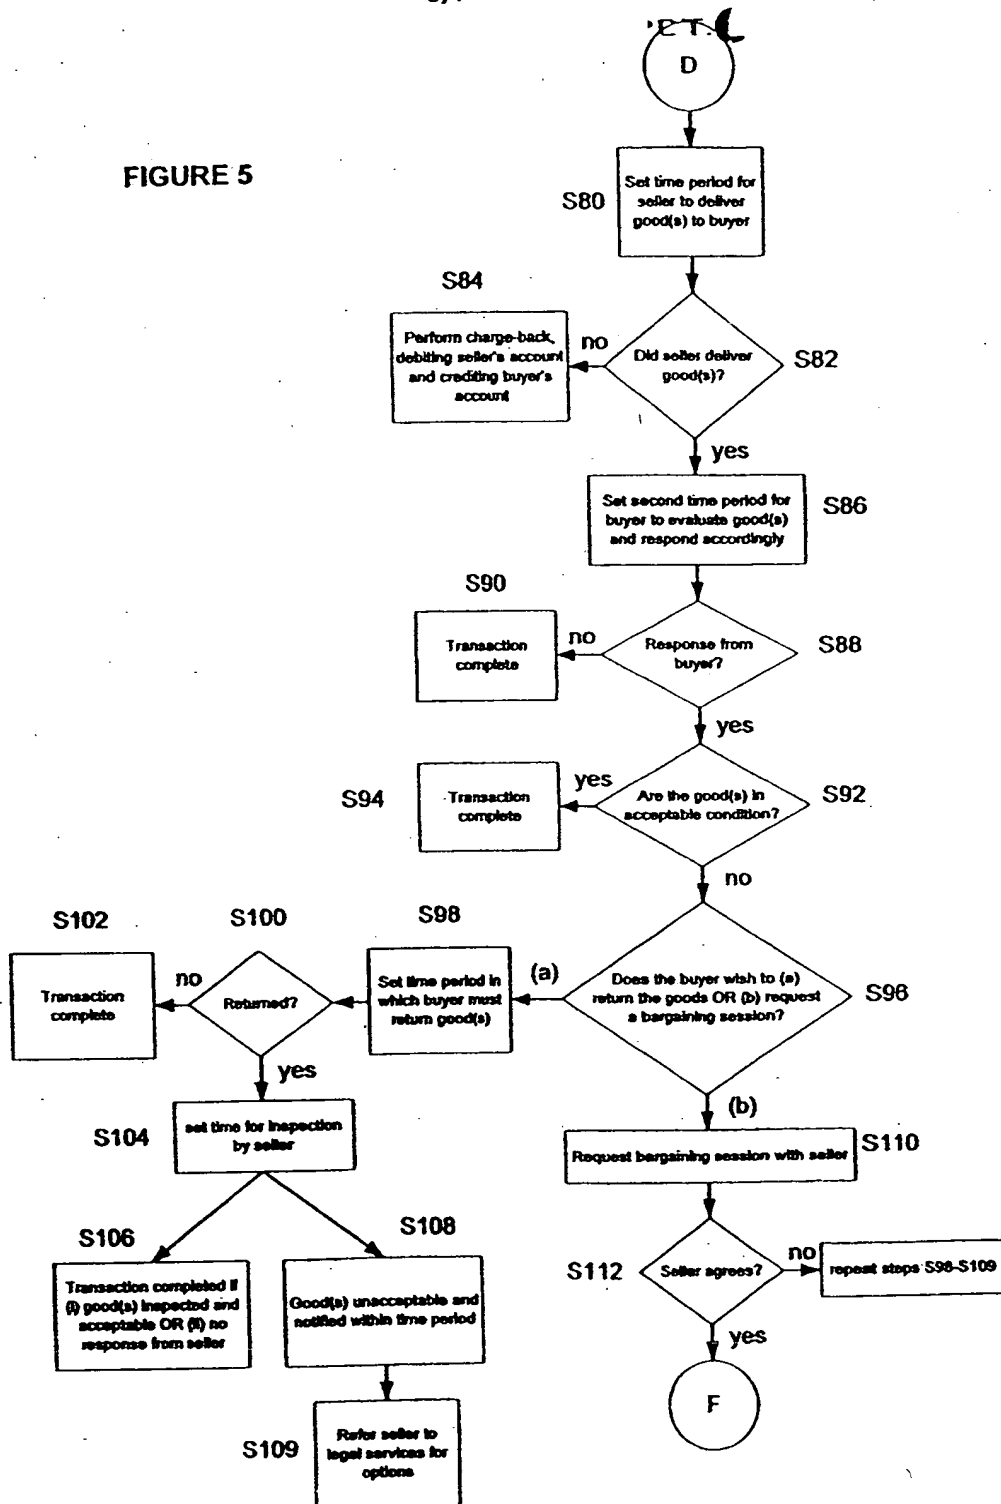 D
FIGURE 5
S80
Set time period for
seller to deliver
good(s) to buyer
S84
Perform charge-back,
debiting seller's account
and crediting buyer's
account
no
Did seller deliver
good(s)?
S82
yes
Set second time period for
buyer to evaluate good(s)
and respond accordingly
S86
S90
Transaction
complete
no
Response from
buyer?
S88
yes
S94
Transaction
complete
yes
Are the good(s) in
acceptable condition?
S92
no
S102
S100
S98
Transaction
complete
no
Returned?
Set time period in
which buyer must
return good(s)
(a)
Does the buyer wish to (a)
return the goods OR (b) request
a bargaining session?
S96
yes
(b)
S104
set time for inspection
by seller
Request bargaining session with seller
S110
S106
S108
Transaction completed if
(i) good(s) inspected and
acceptable OR (ii) no
response from seller
Good(s) unacceptable and
notified within time period
S112
Seller agrees?
no
repeat steps S98-S109
yes
F
S109
Refer seller to
legal services for
options